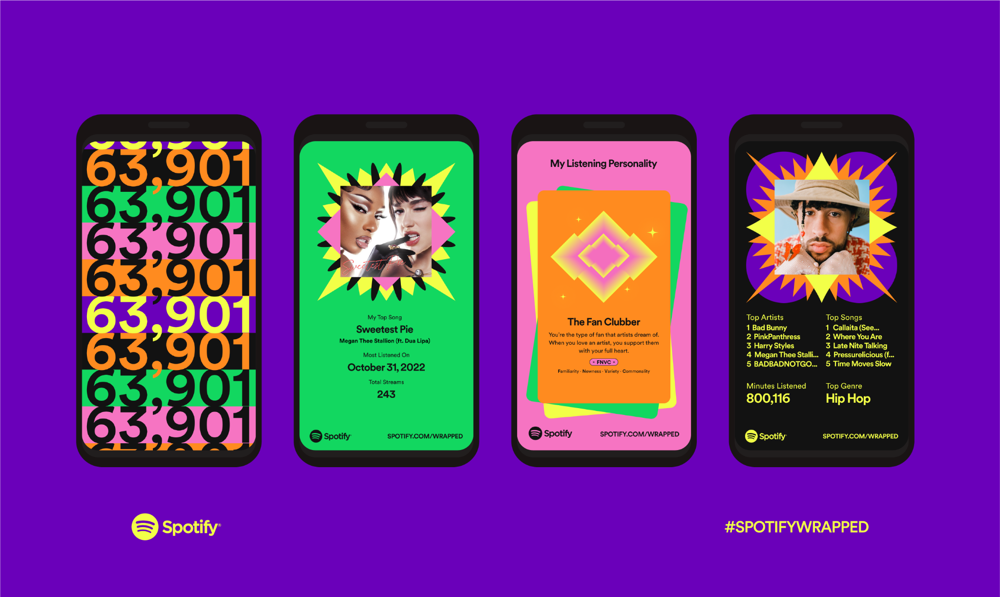 63,901
63,901
63,901
63,901
63,901
63,901
63,901
63,901
63,901
63,901
Sweetest Pie
My Top Song
Sweetest Pie
Megan Thee Stallion (ft. Dua Lipa)
Most Listened On
October 31, 2022
Total Streams
243
Spotify
SPOTIFY.COM/WRAPPED
My Listening Personality
The Fan Clubber
You're the type of fan that artists dream of.
When you love an artist, you support them
with your full heart.
FNVC
Familiarity · Newness · Variety · Commonality
Spotify
SPOTIFY.COM/WRAPPED
Top Artists
1 Bad Bunny
2 PinkPanthress
3 Harry Styles
4 Megan Thee Stalli...
5 BADBADNOTGO...
Top Songs
1 Callaita (See...
2 Where You Are
3 Late Nite Talking
4 Pressurelicious (f...
5 Time Moves Slow
Minutes Listened
800,116
Top Genre
Hip Hop
Spotify®
SPOTIFY.COM/WRAPPED
Spotify®
#SPOTIFYWRAPPED